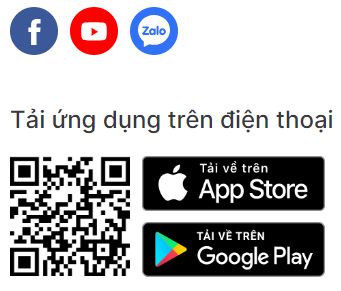 Zalo
Tải ứng dụng trên điện thoại
Tải về trên
App Store
TẢI VỀ TRÊN
Google Play